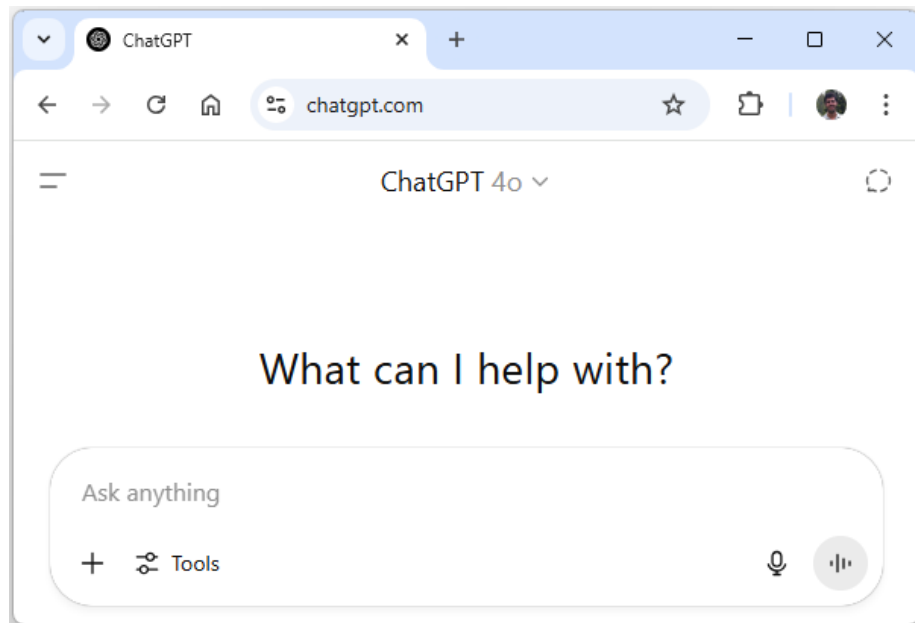 ChatGPT
chatgpt.com
ChatGPT 4o
What can I help with?
Ask anything
Tools